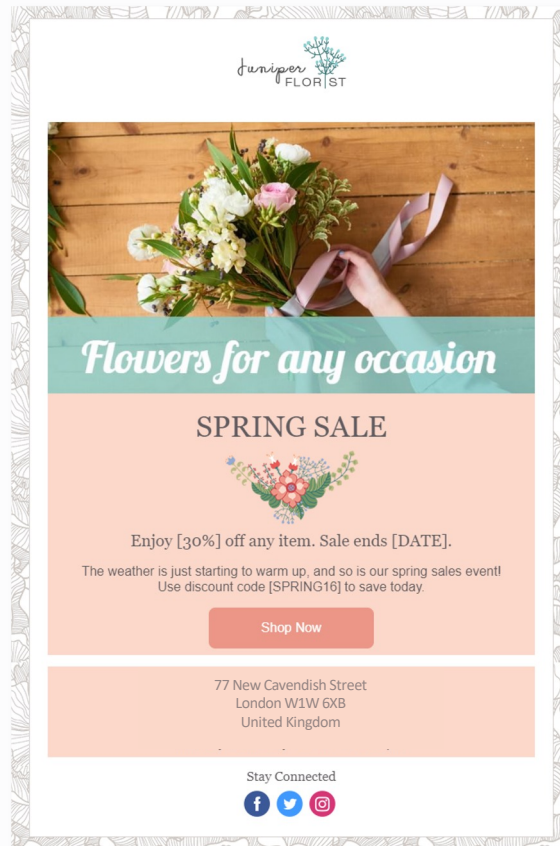 Juniper
FLORIST
Flowers for any occasion
SPRING SALE
Enjoy [30%] off any item. Sale ends [DATE].
The weather is just starting to warm up, and so is our spring sales event!
Use discount code [SPRING16] to save today.
Shop Now
77 New Cavendish Street
London W1W 6XB
United Kingdom
Stay Connected